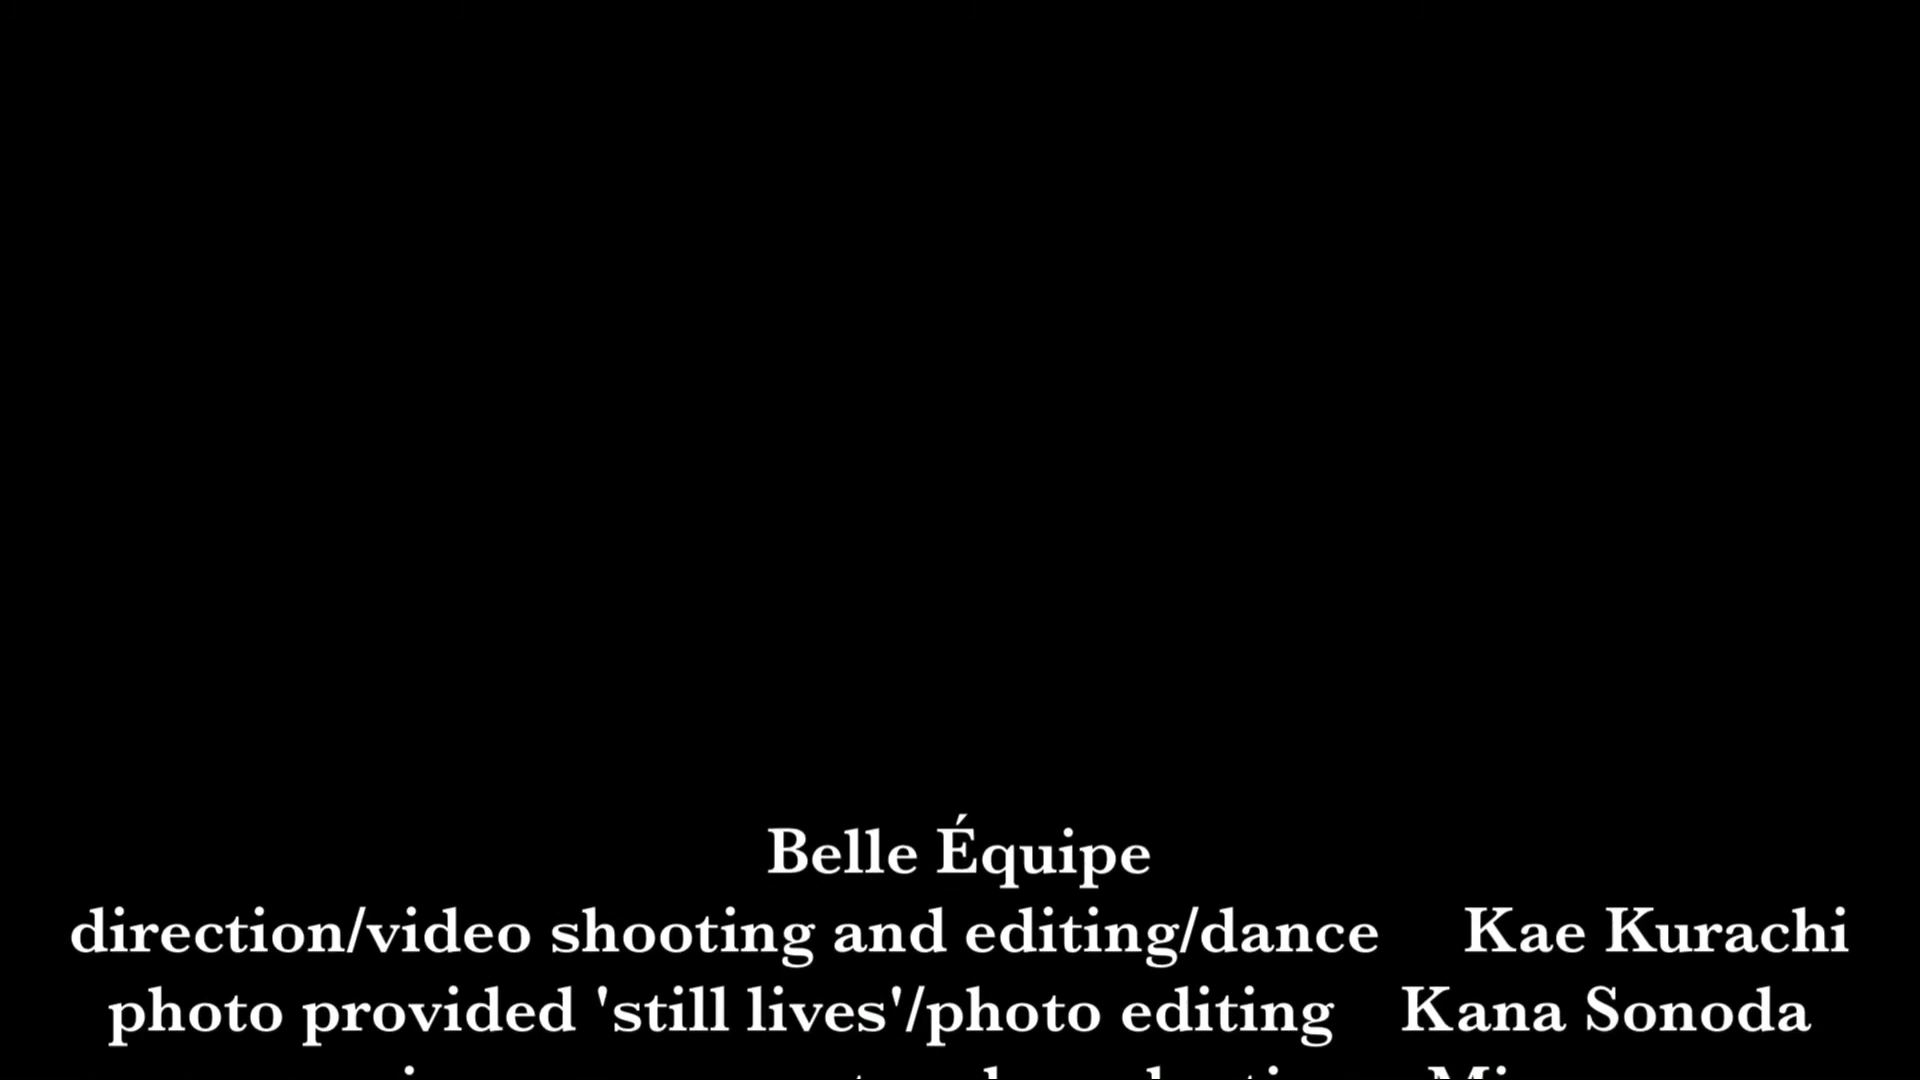 Belle Équipe
direction/video shooting and editing/dance Kae Kurachi
photo provided 'still lives'/photo editing Kana Sonoda